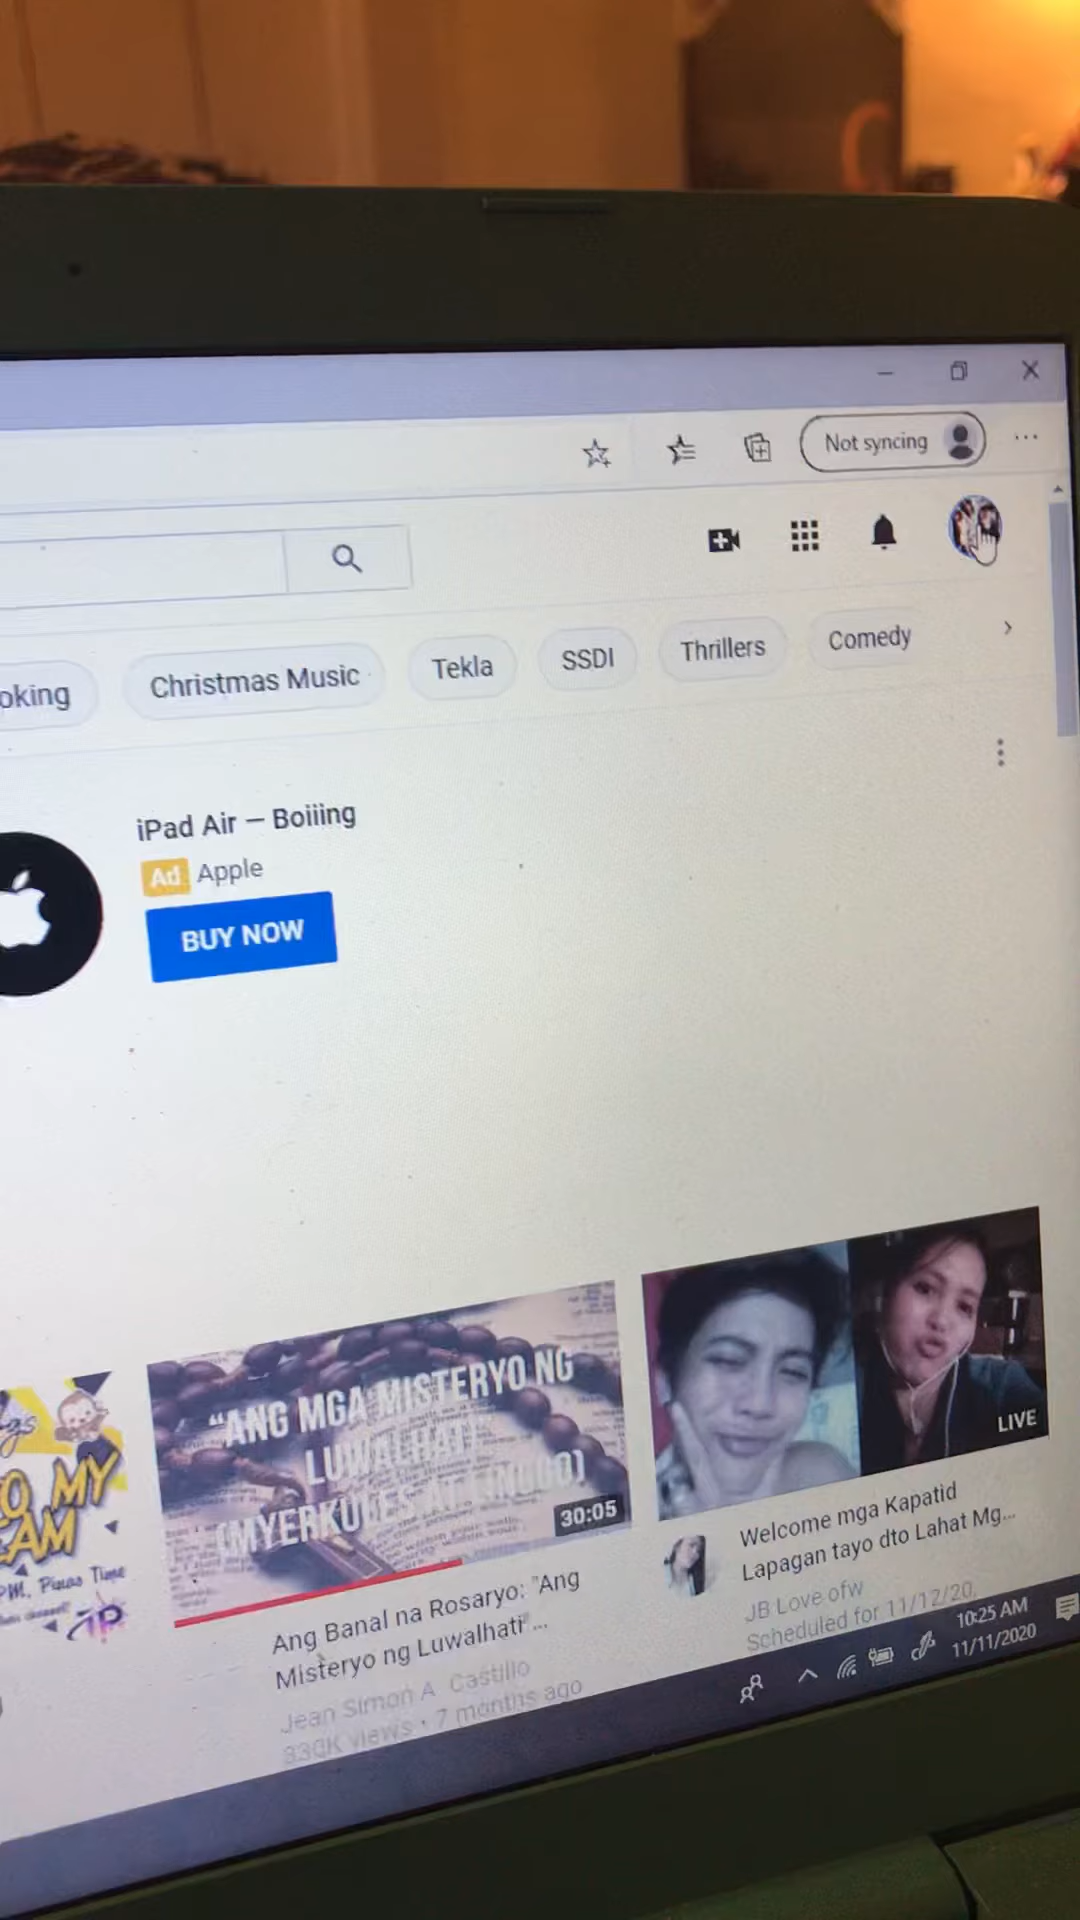 Not syncing
oking
Christmas Music
Tekla
SSDI
Thrillers
Comedy
iPad Air – Boiiing
Ad Apple
BUY NOW
gs
O MY
EAM
PM, Pinas Time
"ANG MGA MISTERYO NG
LUWALHATI
(MYERKULES AT LINGGO)
30:05
LIVE
Ang Banal na Rosaryo: "Ang
Misteryo ng Luwalhati"...
Jean Simon A Castillo
330K views • 7 months ago
Welcome mga Kapatid
Lapagan tayo dto Lahat Mg...
JB Love ofw
Scheduled for 11/12/20,
10:25 AM
11/11/2020